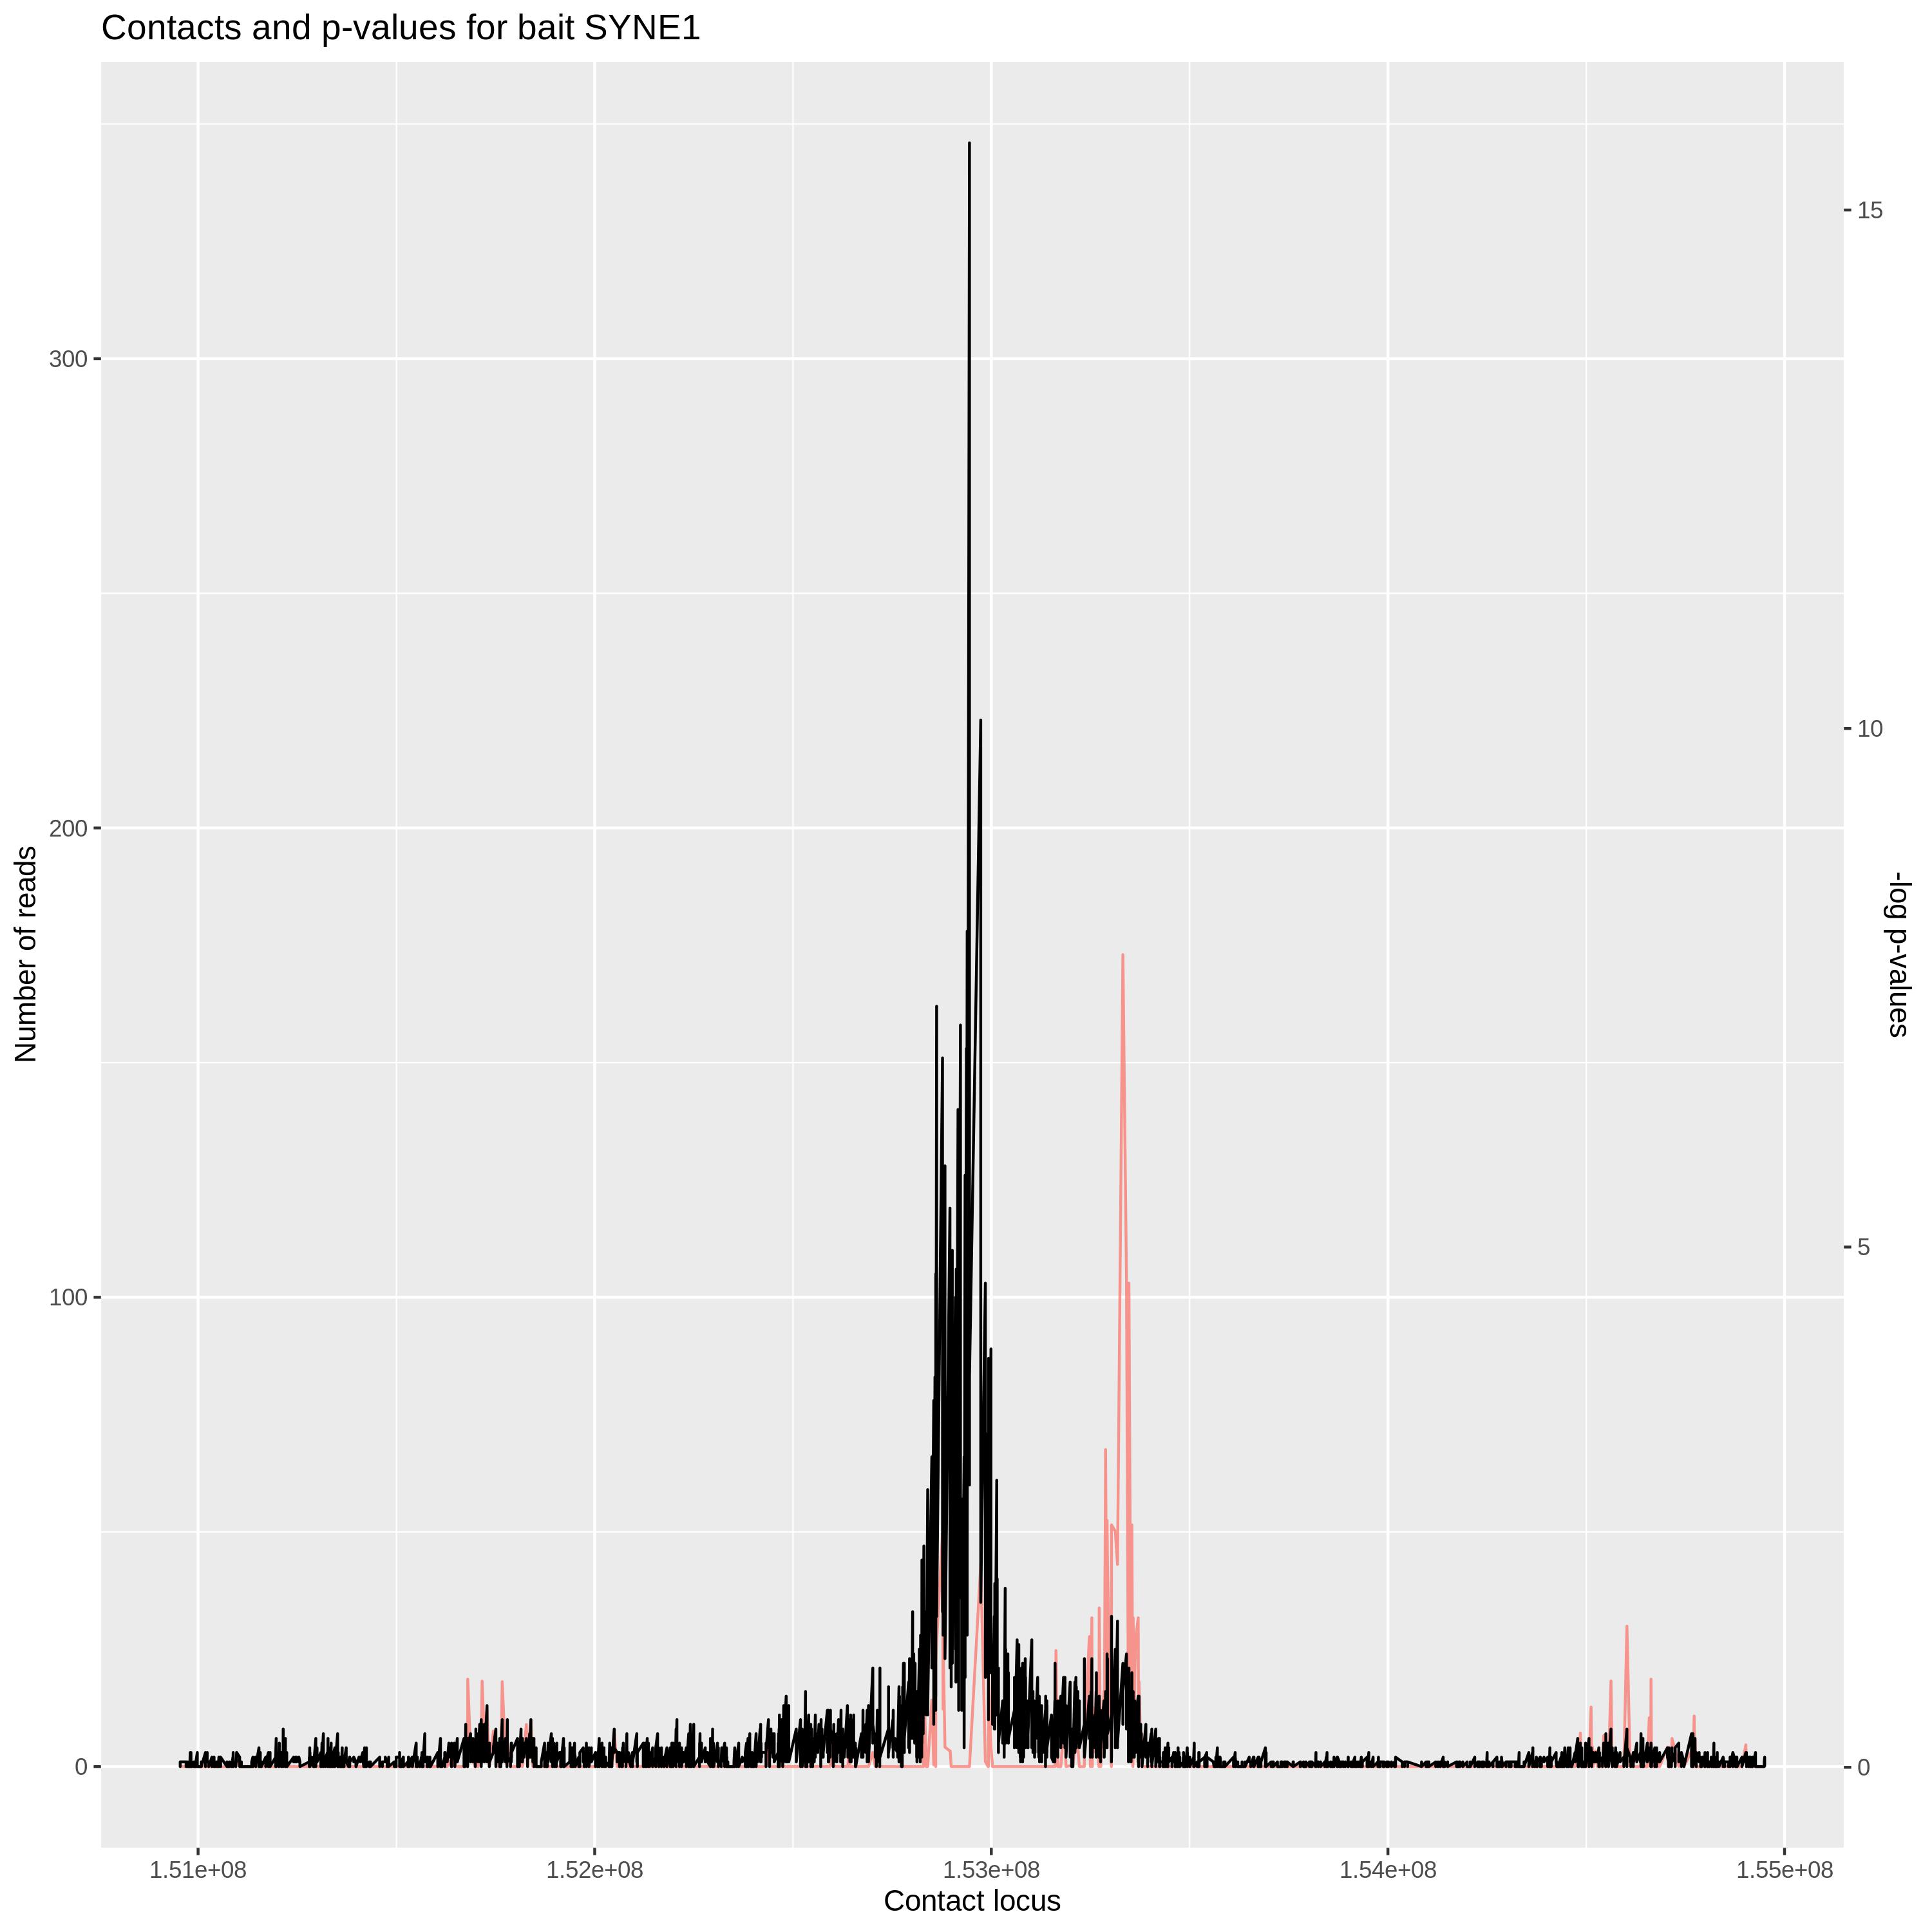 Contacts and p-values for bait SYNE1
Number of reads
300
200
100
0
15
10
5
0
-log p-values
1.51e+08 1.52e+08 1.53e+08 1.54e+08 1.55e+08
Contact locus